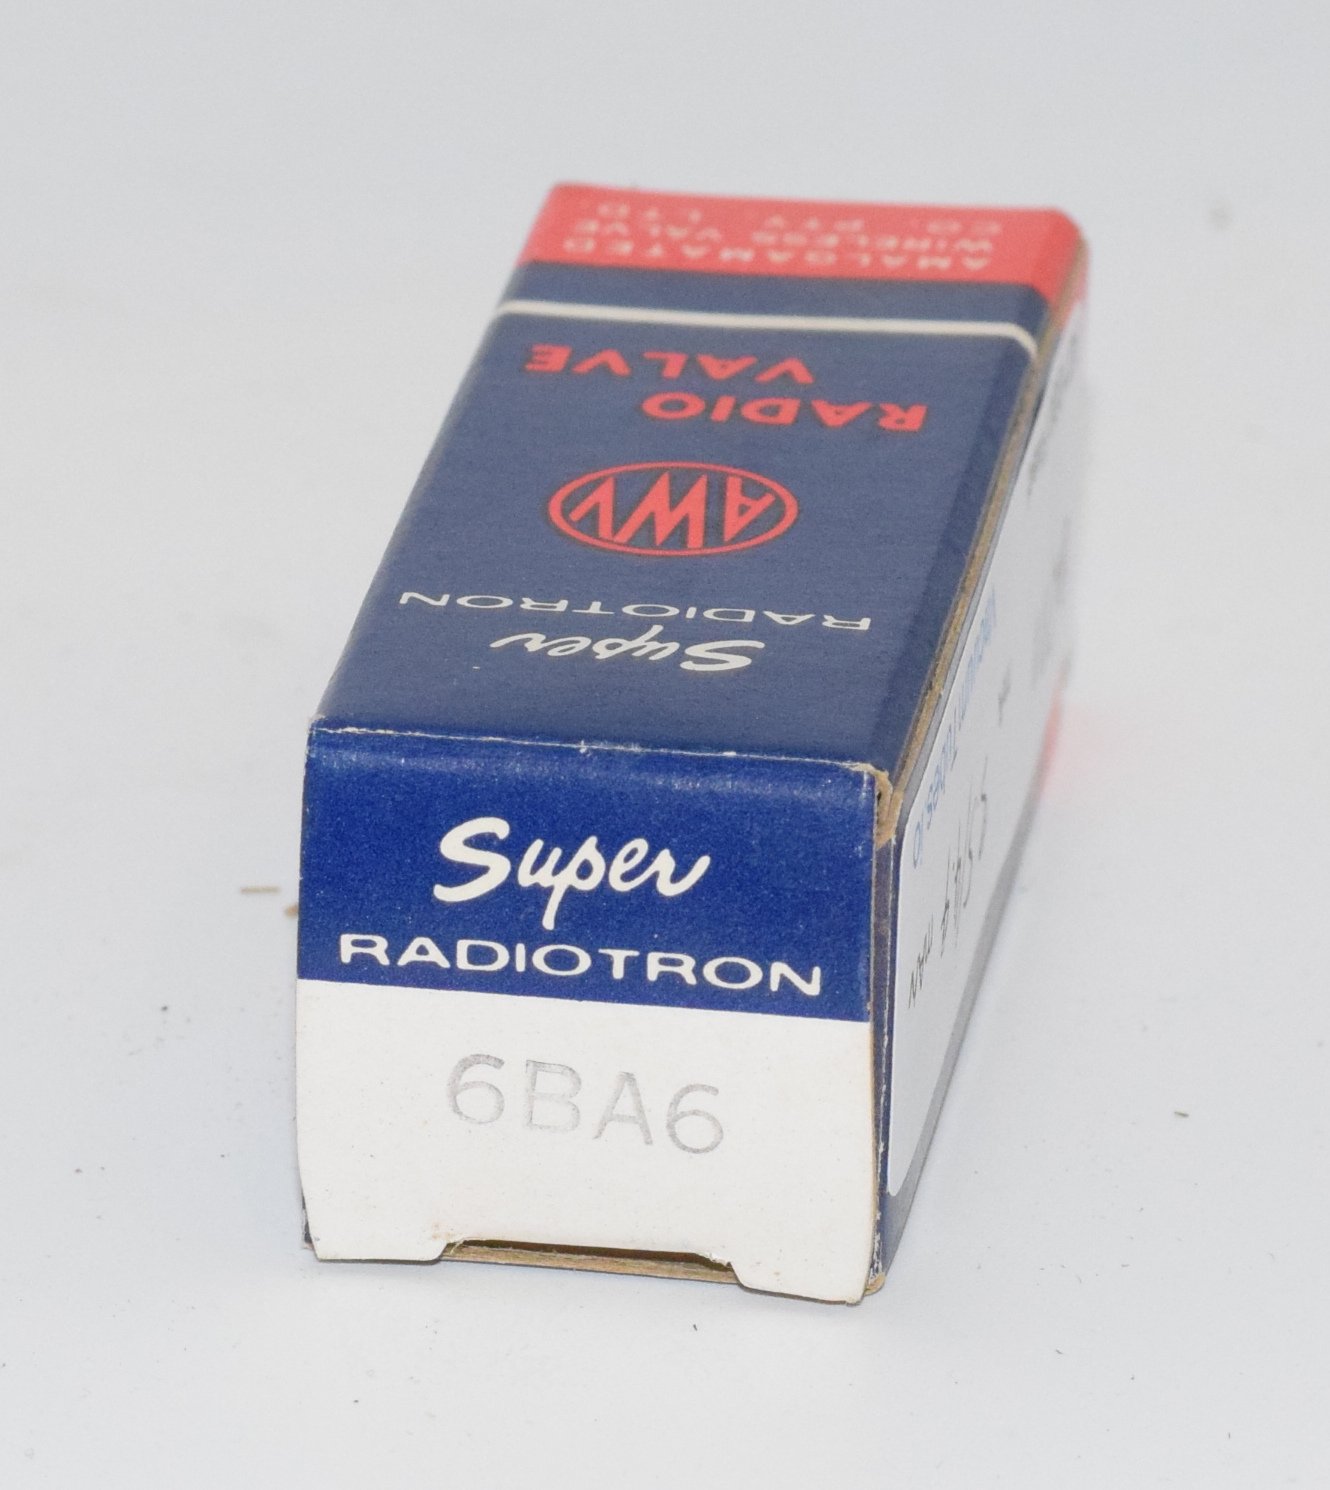 AMALGAMATED
WIRELESS VALVE
CO. PTY. LTD
RADIO
VALVE
AWV
Super
RADIOTRON
Super
RADIOTRON
6BA6